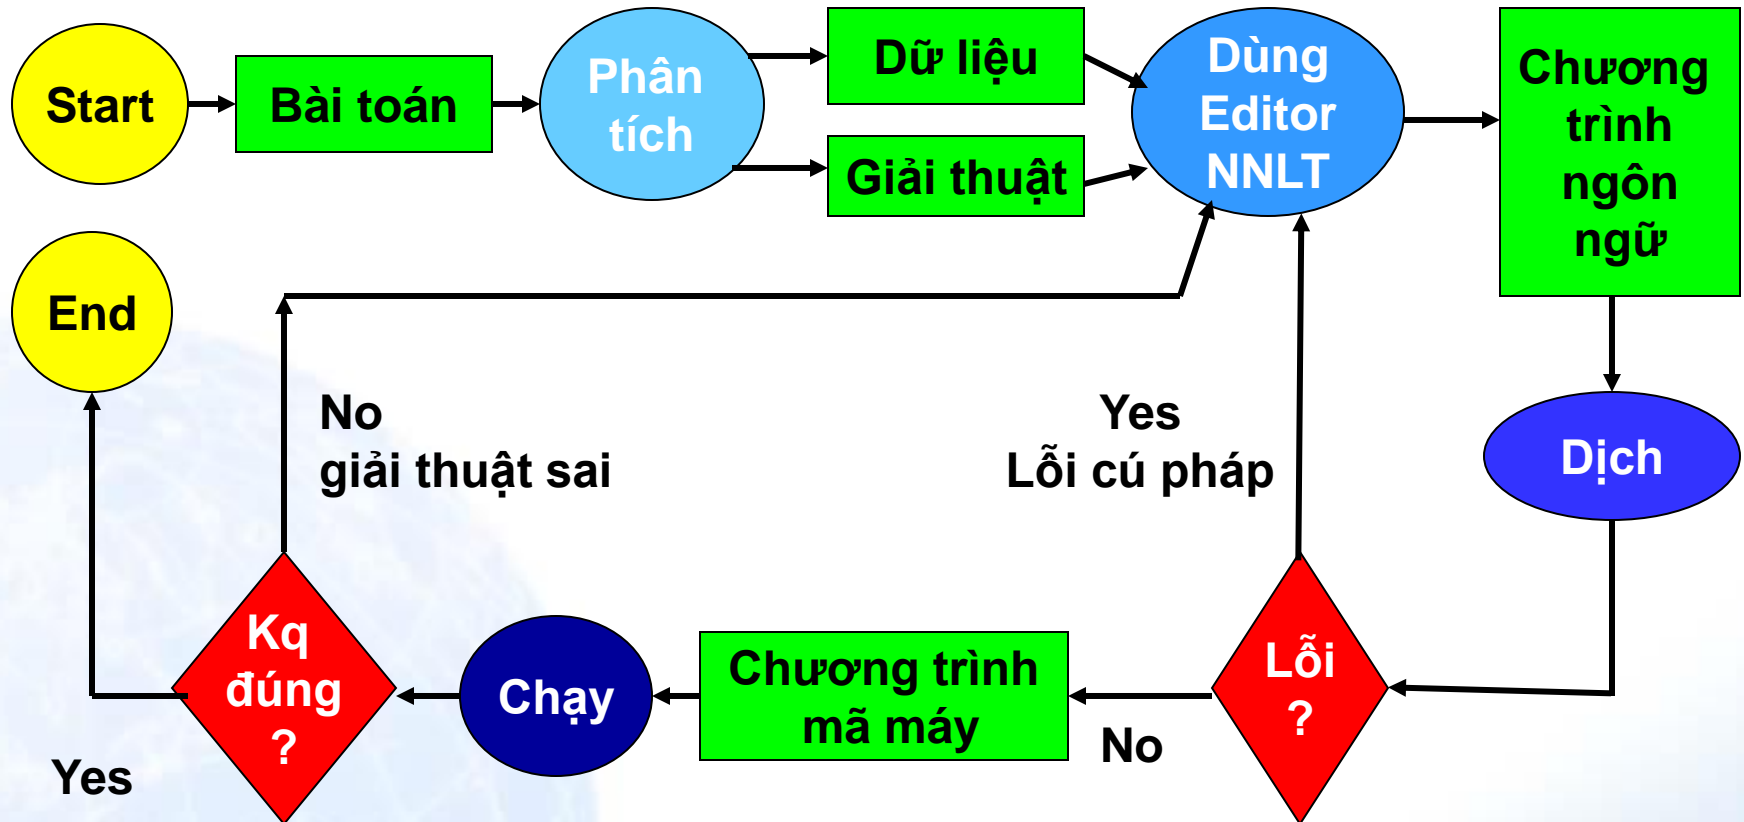 Start
Bài toán
Phân
tích
Dữ liệu
Giải thuật
Dùng
Editor
NNLT
Chương
trình
ngôn
ngữ
End
No
giải thuật sai
Yes
Lỗi cú pháp
Dịch
Kq
đúng
?
Chạy
Chương trình
mã máy
Lỗi
?
No
Yes